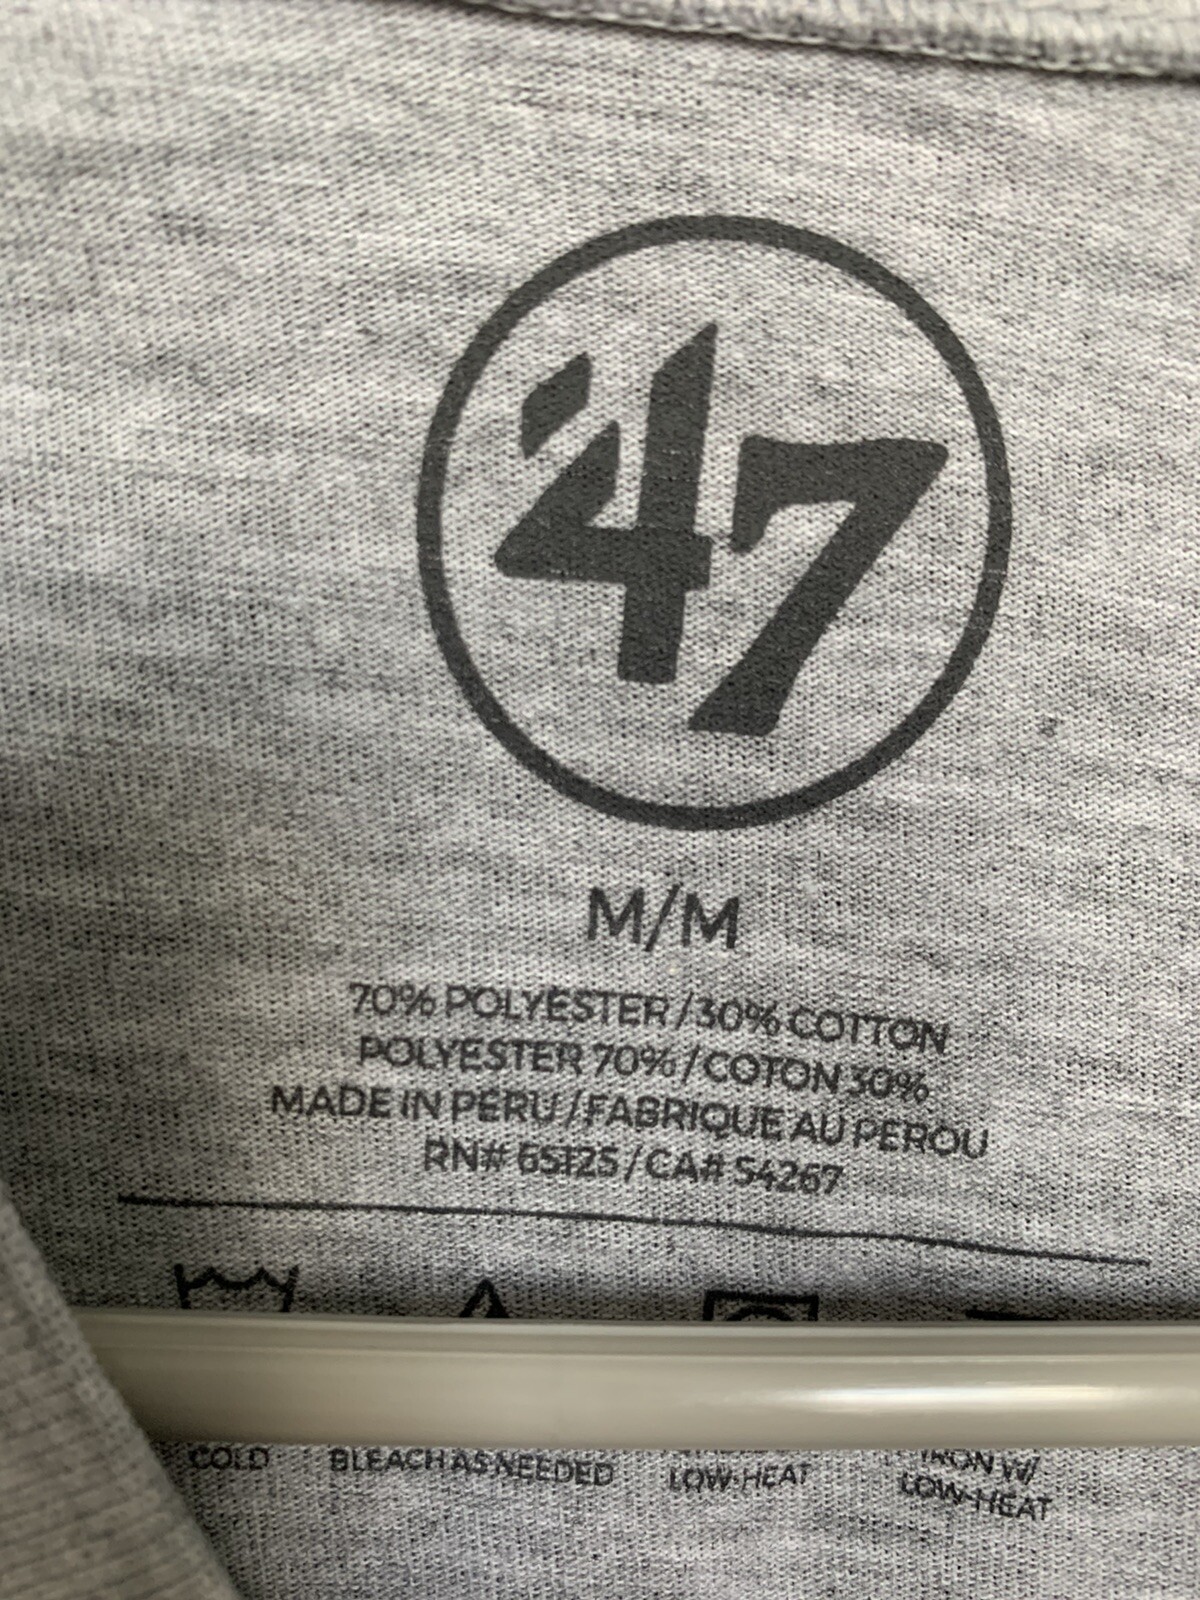 '47
M/M
70% POLYESTER / 30% COTTON
POLYESTER 70% / COTON 30%
MADE IN PERU / FABRIQUE AU PEROU
RN# 65125 / CA# 54267
COLD
BLEACH AS NEEDED
LOW-HEAT
IRON W/
LOW-HEAT